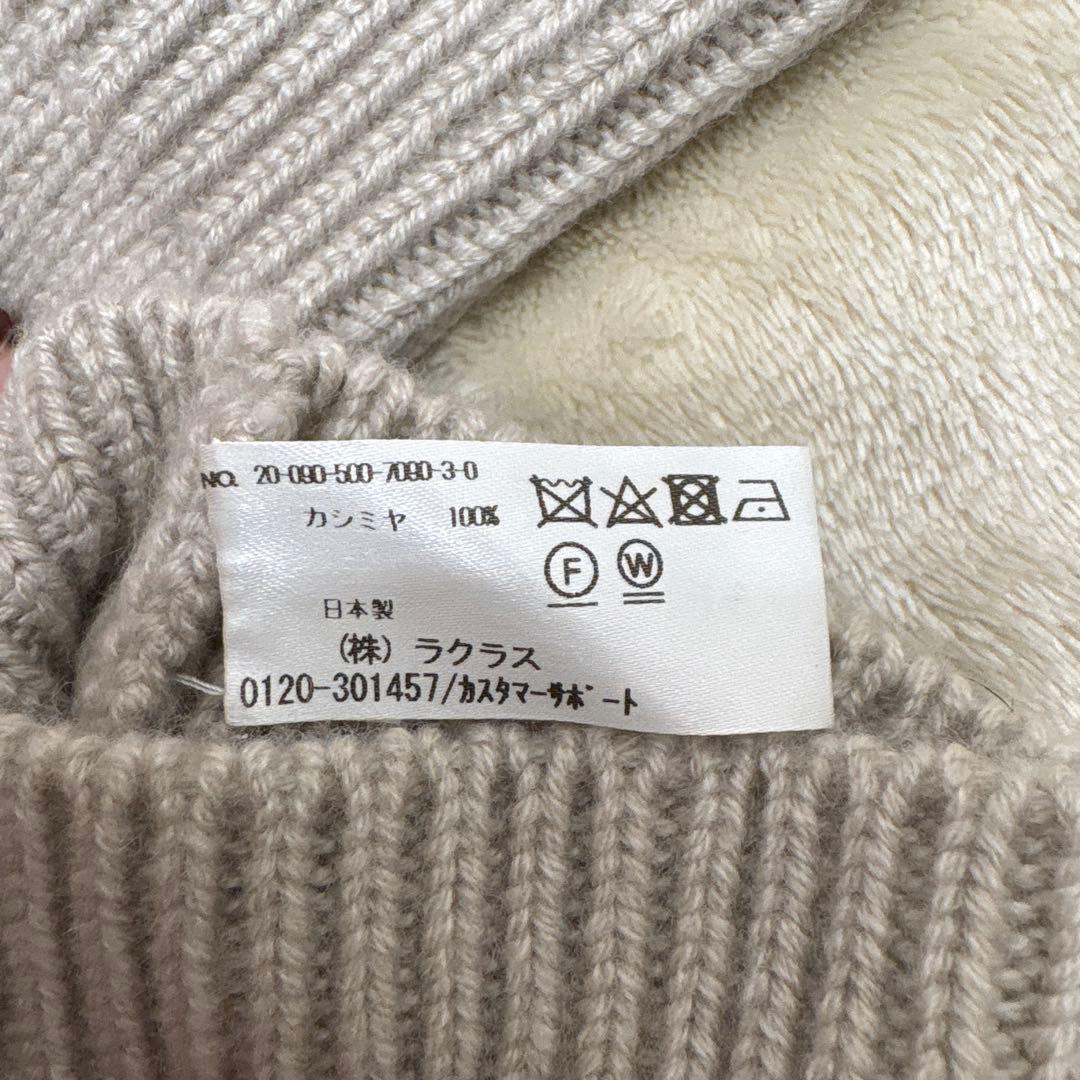 NO. 20-090-500-7090-3-0
カシミヤ 100%
F W
日本製
(株) ラクラス
0120-301457/カスタマーサポート